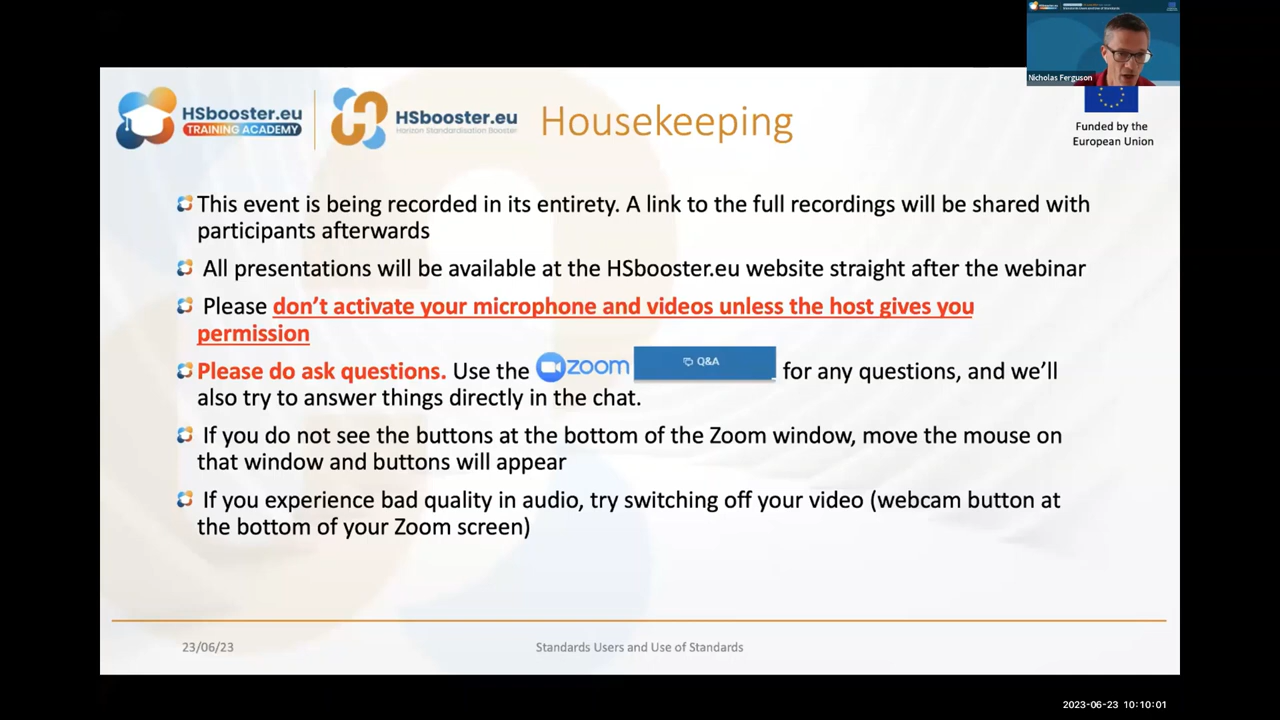 Nicholas Ferguson
HSbooster.eu
TRAINING ACADEMY
HSbooster.eu
Horizon Standardisation Booster
Housekeeping
Funded by the
European Union
This event is being recorded in its entirety. A link to the full recordings will be shared with
participants afterwards
All presentations will be available at the HSbooster.eu website straight after the webinar
Please don't activate your microphone and videos unless the host gives you
permission
Please do ask questions. Use the zoom Q&A for any questions, and we'll
also try to answer things directly in the chat.
If you do not see the buttons at the bottom of the Zoom window, move the mouse on
that window and buttons will appear
If you experience bad quality in audio, try switching off your video (webcam button at
the bottom of your Zoom screen)
23/06/23
Standards Users and Use of Standards
2023-06-23 10:10:01